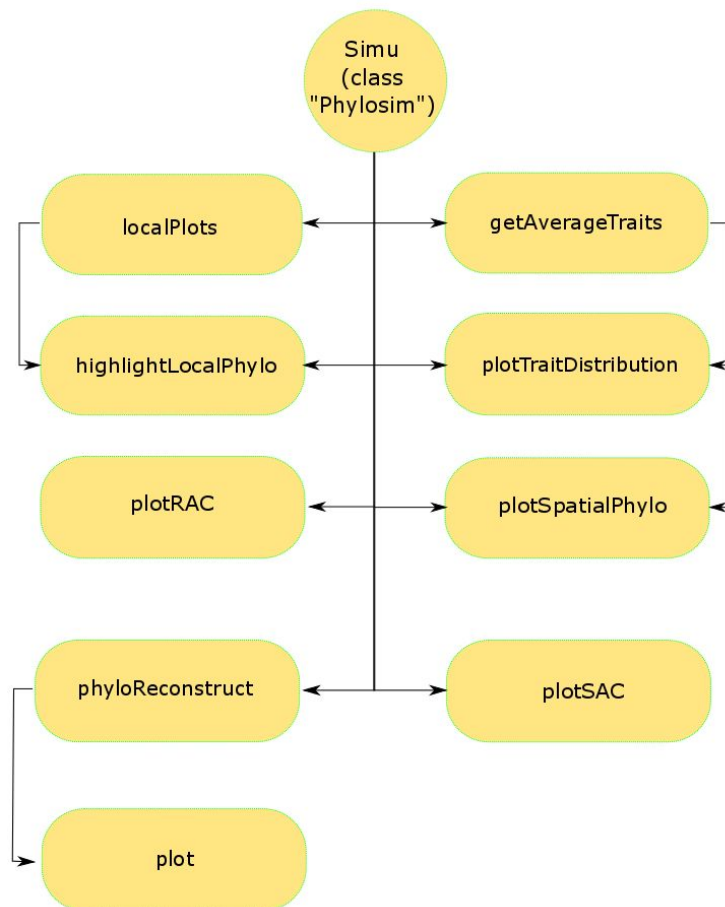 Simu
(class
"Phylosim")
localPlots
getAverageTraits
highlightLocalPhylo
plotTraitDistribution
plotRAC
plotSpatialPhylo
phyloReconstruct
plotSAC
plot